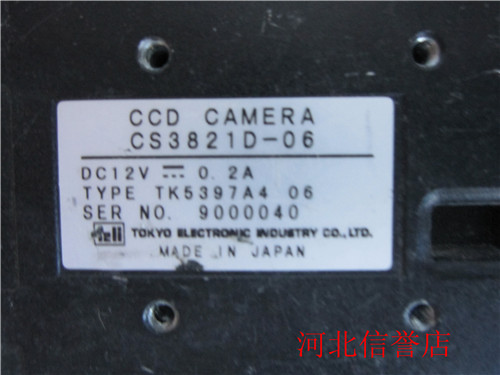 CCD CAMERA
CS3821D-06
DC12V ⎓ 0.2A
TYPE TK5397A4 06
SER NO. 9000040
TOKYO ELECTRONIC INDUSTRY CO., LTD.
MADE IN JAPAN
河北信誉店